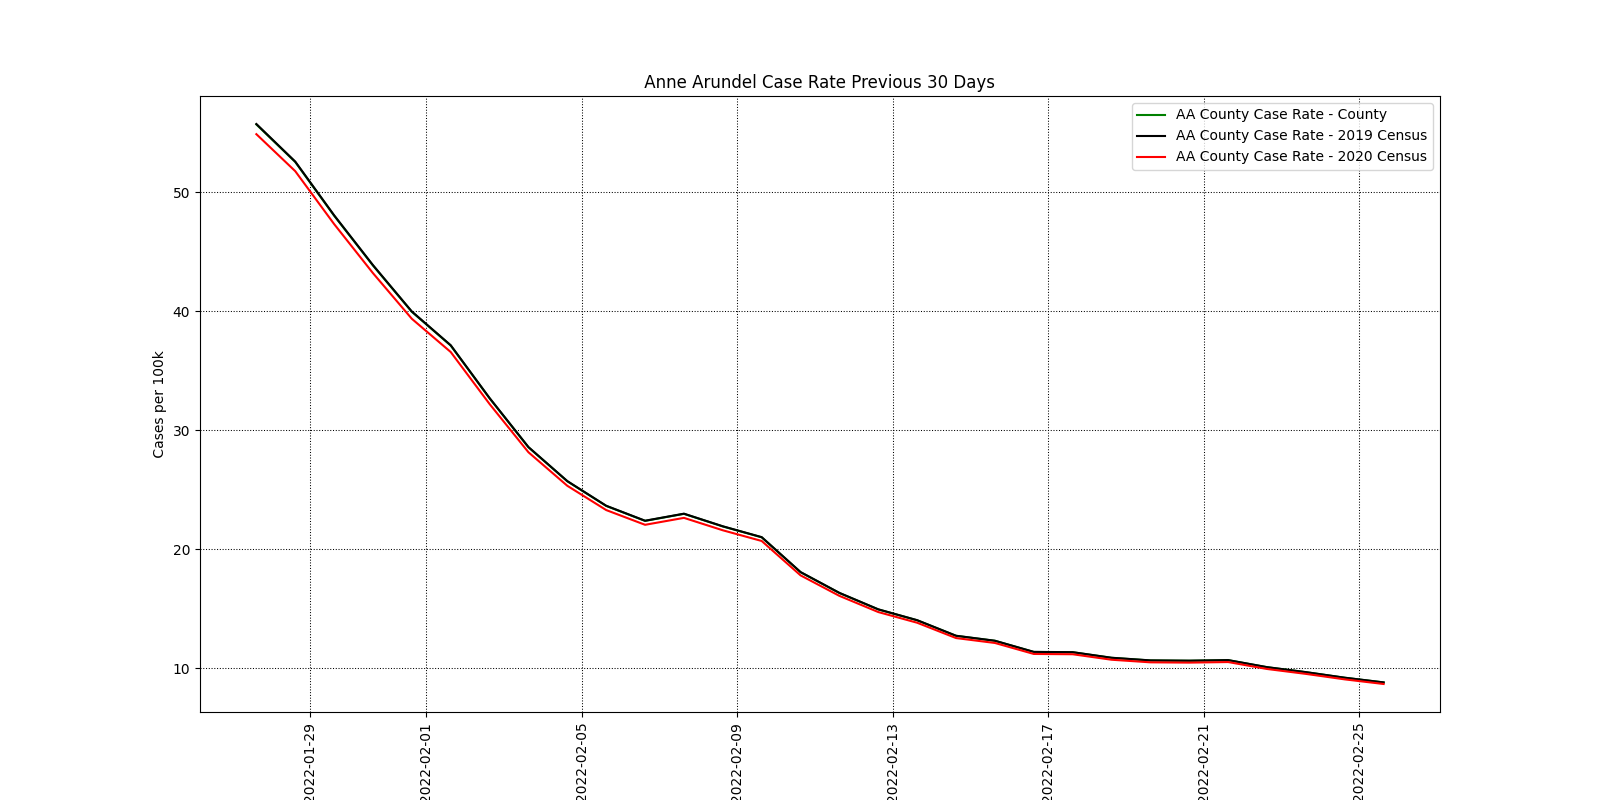 Anne Arundel Case Rate Previous 30 Days
AA County Case Rate - County
AA County Case Rate - 2019 Census
AA County Case Rate - 2020 Census
Cases per 100k
50
40
30
20
10
2022-01-29
2022-02-01
2022-02-05
2022-02-09
2022-02-13
2022-02-17
2022-02-21
2022-02-25